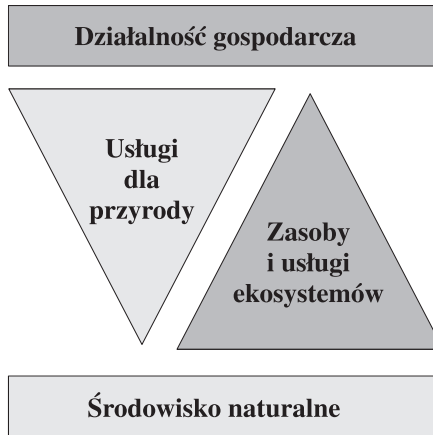 Działalność gospodarcza
Usługi
dla
przyrody
Zasoby
i usługi
ekosystemów
Środowisko naturalne